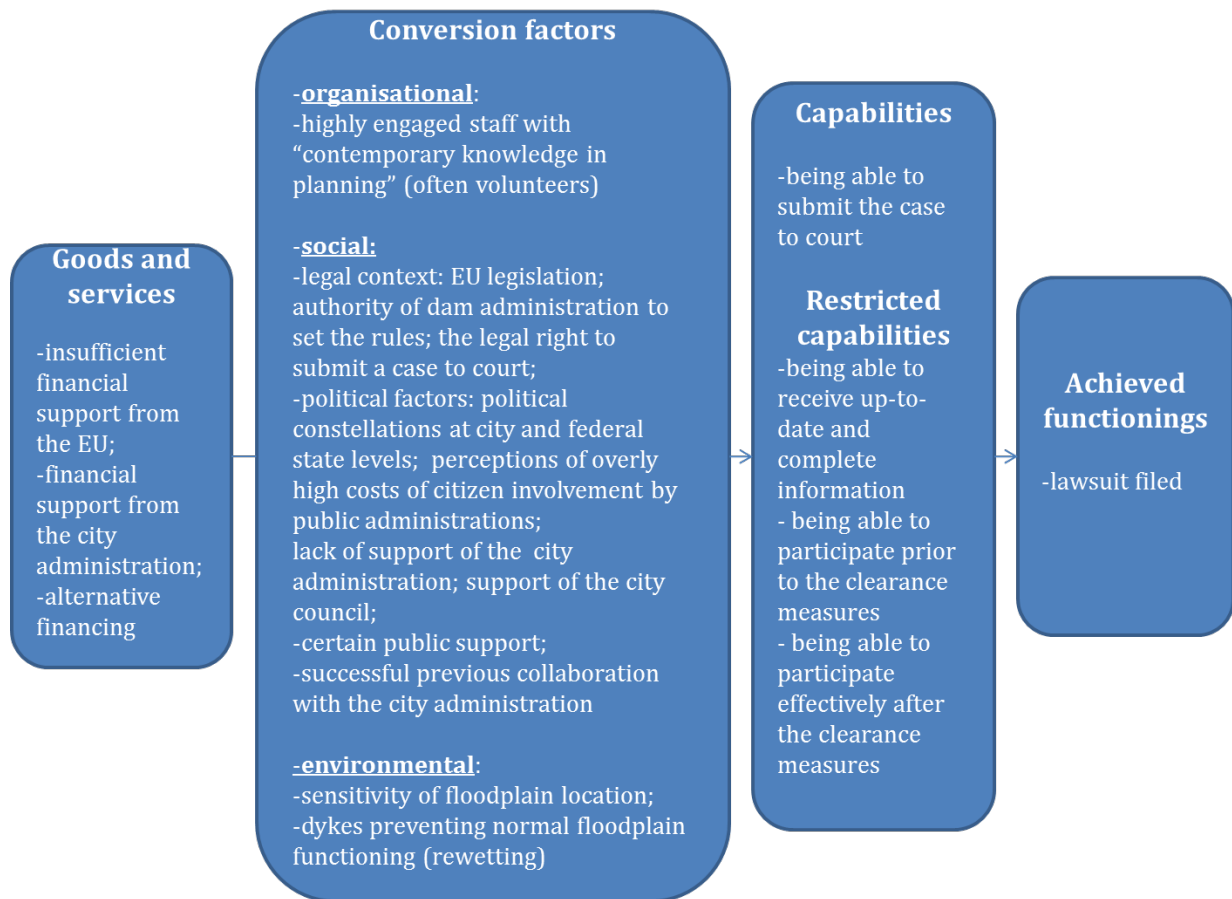 Goods and
services
-insufficient
financial
support from
the EU;
-financial
support from
the city
administration;
-alternative
financing
Conversion factors
-organisational:
-highly engaged staff with
“contemporary knowledge in
planning” (often volunteers)
-social:
-legal context: EU legislation;
authority of dam administration to
set the rules; the legal right to
submit a case to court;
-political factors: political
constellations at city and federal
state levels;  perceptions of overly
high costs of citizen involvement by
public administrations;
lack of support of the  city
administration; support of the city
council;
-certain public support;
-successful previous collaboration
with the city administration
-environmental:
-sensitivity of floodplain location;
-dykes preventing normal floodplain
functioning (rewetting)
Capabilities
-being able to
submit the case
to court
Restricted
capabilities
-being able to
receive up-to-
date and
complete
information
- being able to
participate prior
to the clearance
measures
- being able to
participate
effectively after
the clearance
measures
Achieved
functionings
-lawsuit filed